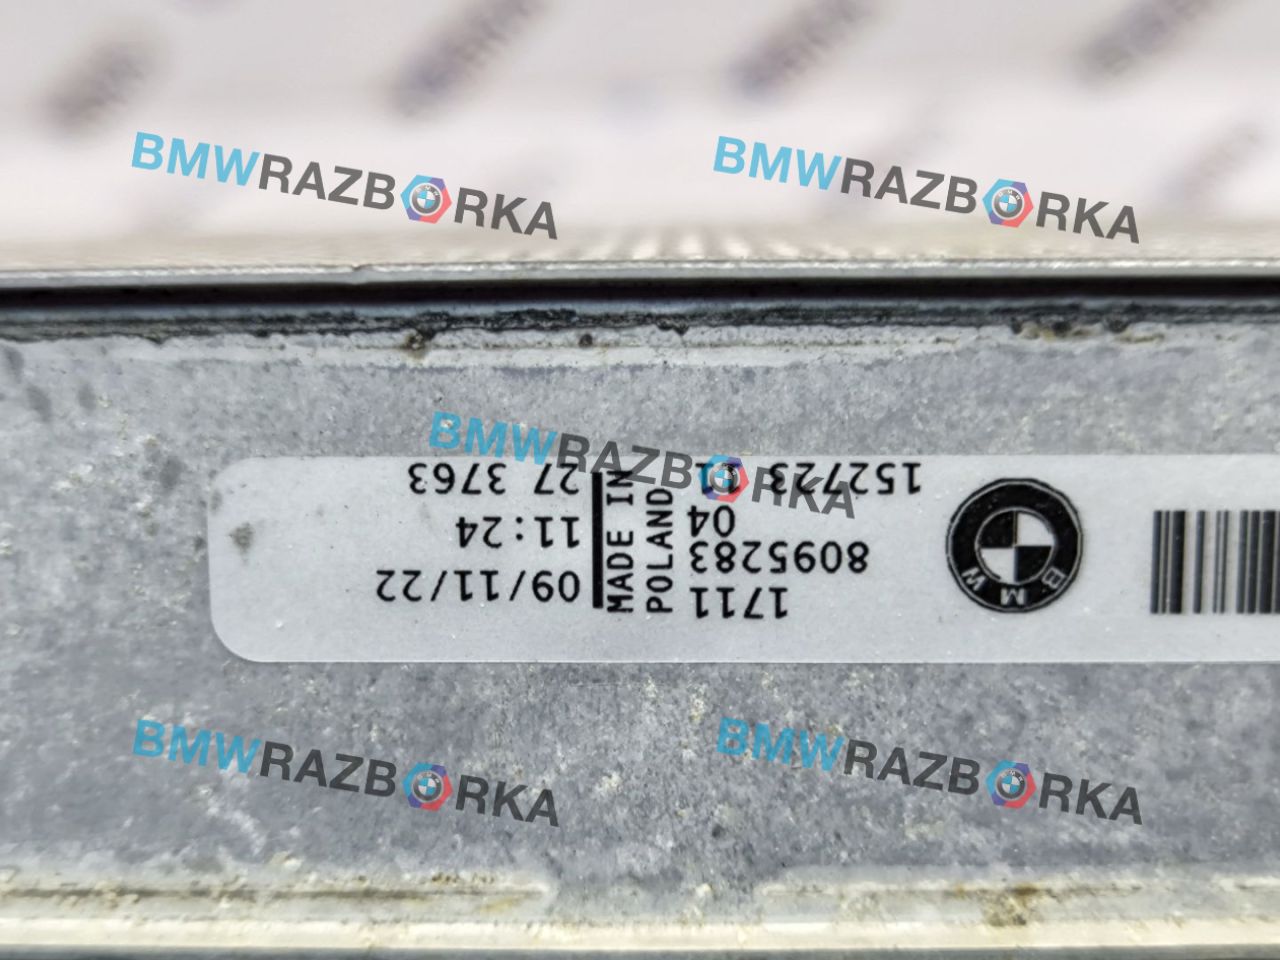 BMWRAZBORKA
BMWRAZBORKA
BMWRAZBORKA
BMWRAZBORKA
BMWRAZBORKA
BMW
1711
8095283
04
152723 11
MADE IN
POLAND
09/11/22
11:24
27 3763